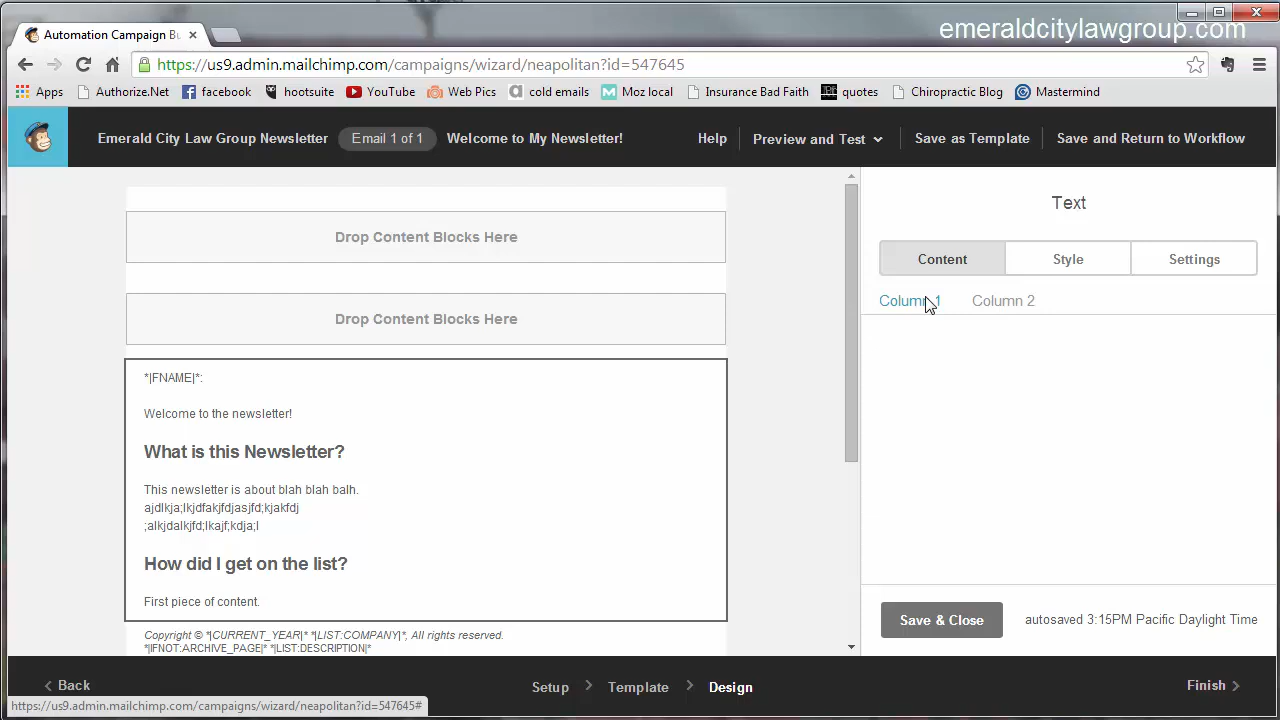 emeraldcitylawgroup.com
Automation Campaign Bu
https://us9.admin.mailchimp.com/campaigns/wizard/neapolitan?id=547645
Apps Authorize.Net facebook hootsuite YouTube Web Pics cold emails Moz local Insurance Bad Faith quotes Chiropractic Blog Mastermind
Emerald City Law Group Newsletter Email 1 of 1 Welcome to My Newsletter! Help Preview and Test Save as Template Save and Return to Workflow
Text
Drop Content Blocks Here
Content Style Settings
Column 1 Column 2
Drop Content Blocks Here
*|FNAME|*:
Welcome to the newsletter!
What is this Newsletter?
This newsletter is about blah blah balh.
ajdlkja;lkjdfakjfdjasjfd;kjakfdj
;alkjdalkjfd;lkajf;kdja;l
How did I get on the list?
First piece of content.
Save & Close autosaved 3:15PM Pacific Daylight Time
Copyright © *|CURRENT_YEAR|* *|LIST:COMPANY|*, All rights reserved.
*|IFNOT:ARCHIVE_PAGE|* *|LIST:DESCRIPTION|*
Back Setup Template Design Finish
https://us9.admin.mailchimp.com/campaigns/wizard/neapolitan?id=547645#